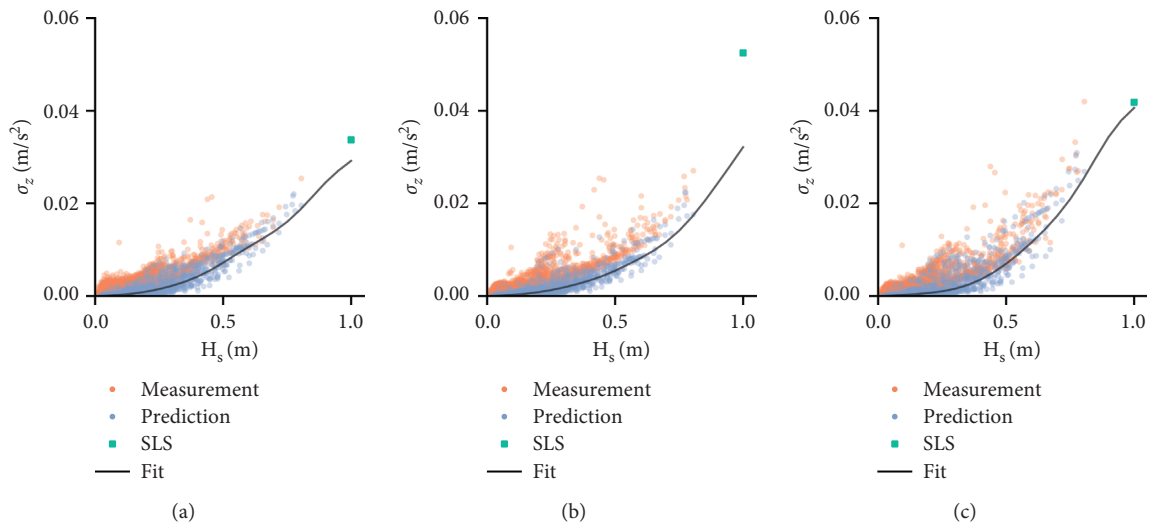 0.06
0.04
0.02
0.00
σz (m/s²)
0.0 0.5 1.0
Hs (m)
Measurement
Prediction
SLS
Fit
(a)
0.06
0.04
0.02
0.00
σz (m/s²)
0.0 0.5 1.0
Hs (m)
Measurement
Prediction
SLS
Fit
(b)
0.06
0.04
0.02
0.00
σz (m/s²)
0.0 0.5 1.0
Hs (m)
Measurement
Prediction
SLS
Fit
(c)